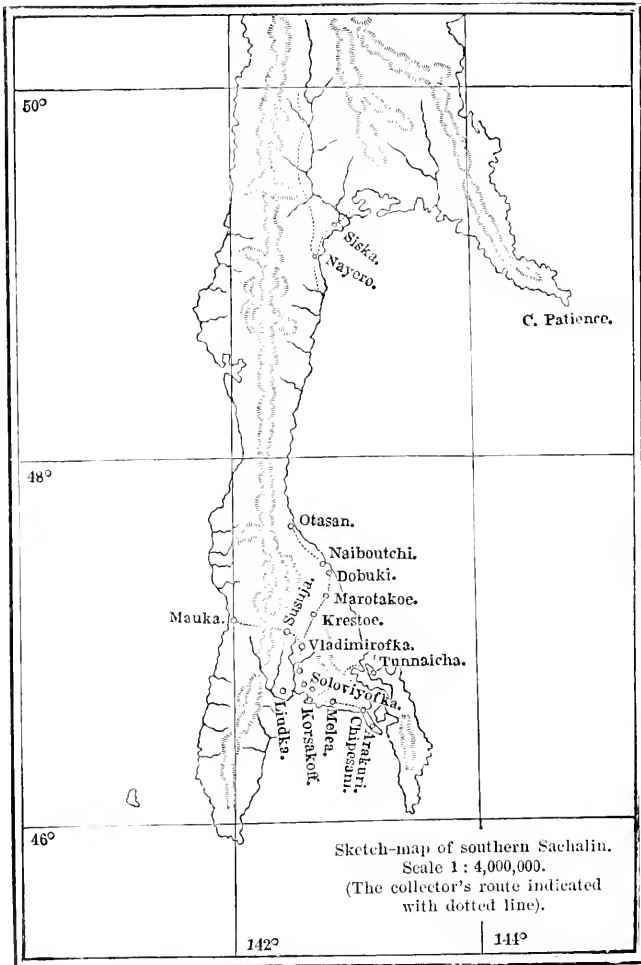 50°
Siska.
Nayero.
C. Patience.
48°
Otasan.
Naiboutchi.
Dobuki.
Susuja.
Marotakoe.
Mauka.
Krestoe.
Vladimirofka.
Tunnaicha.
Soloviyofka.
Liudka.
Korsakoff.
Melea.
Chipesani.
Arakuri.
46°
Sketch-map of southern Sachalin.
Scale 1 : 4,000,000.
(The collector's route indicated
with dotted line).
142°
144°